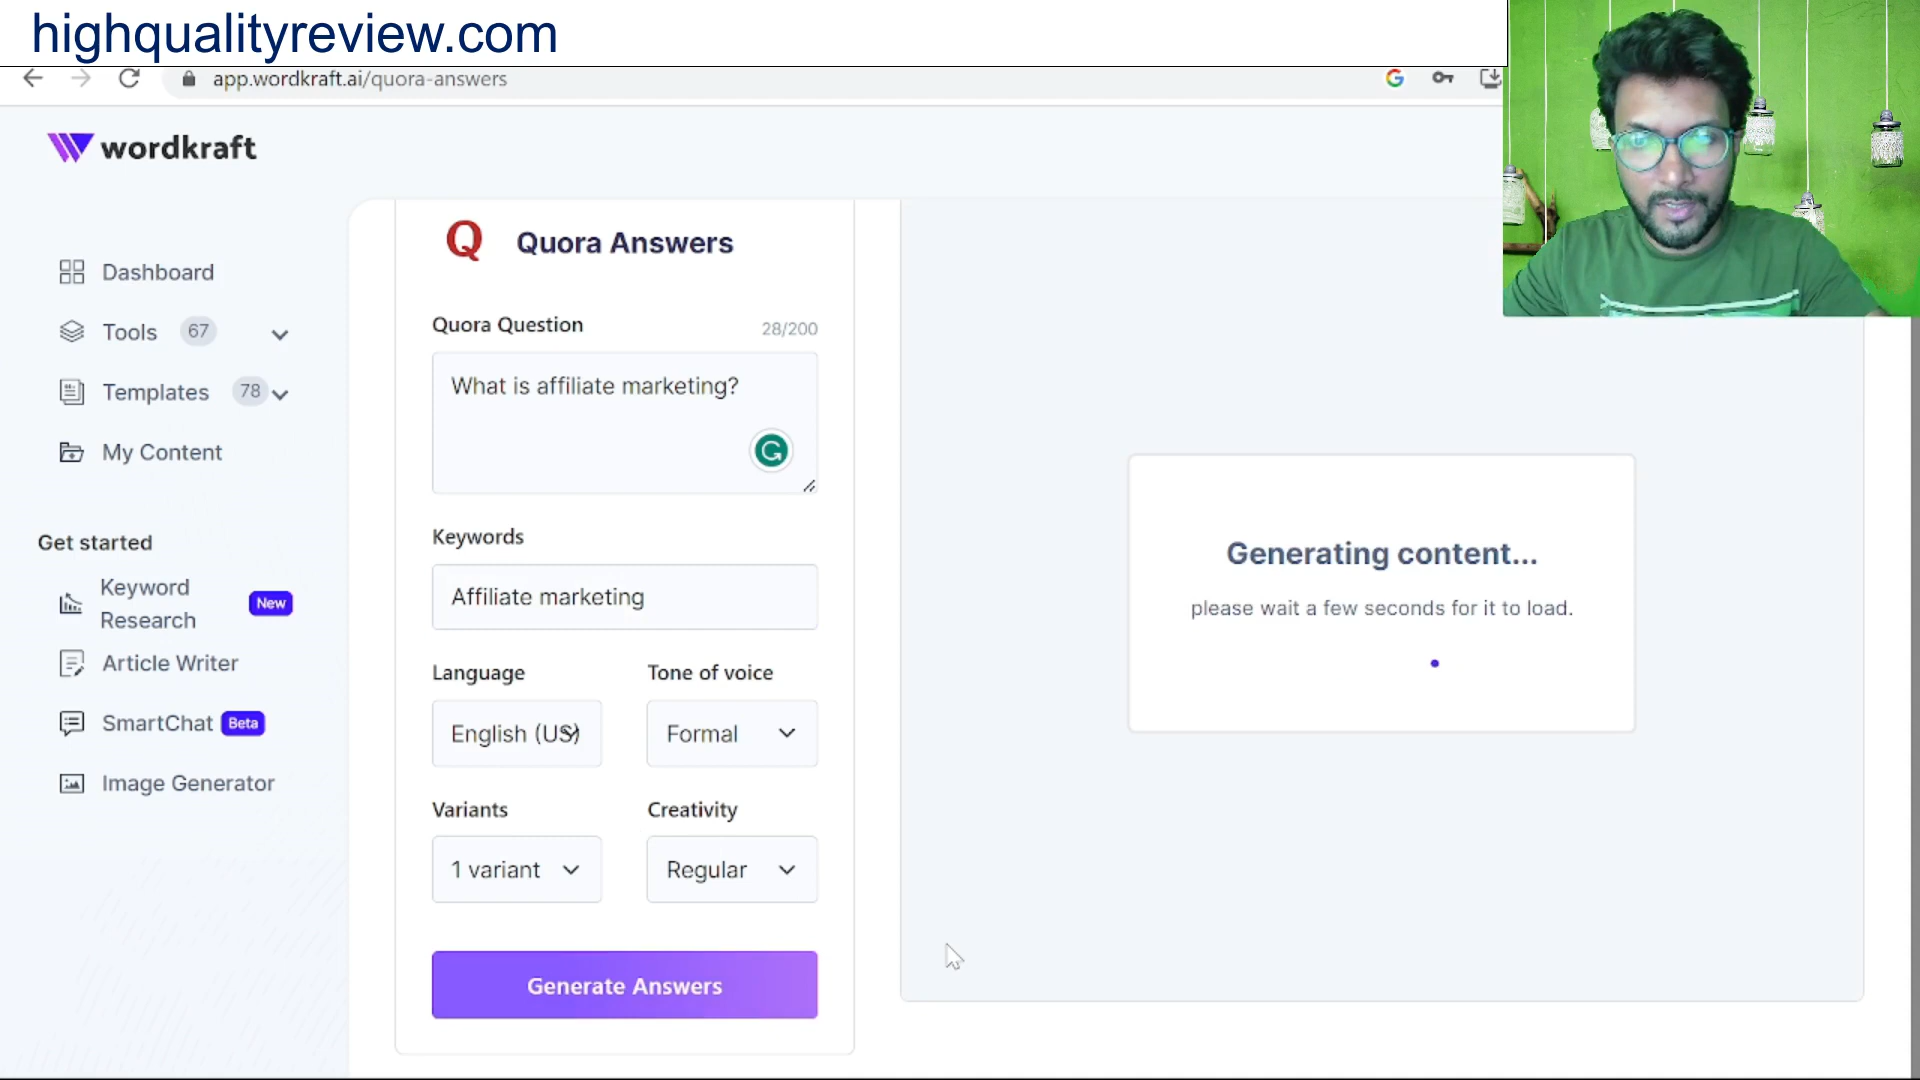 highqualityreview.com
app.wordkraft.ai/quora-answers
wordkraft
Dashboard
Tools 67
Templates 78
My Content
Get started
Keyword
Research
New
Article Writer
SmartChat Beta
Image Generator
Q Quora Answers
Quora Question 28/200
What is affiliate marketing?
Keywords
Affiliate marketing
Language Tone of voice
English (US) Formal
Variants Creativity
1 variant Regular
Generate Answers
Generating content...
please wait a few seconds for it to load.